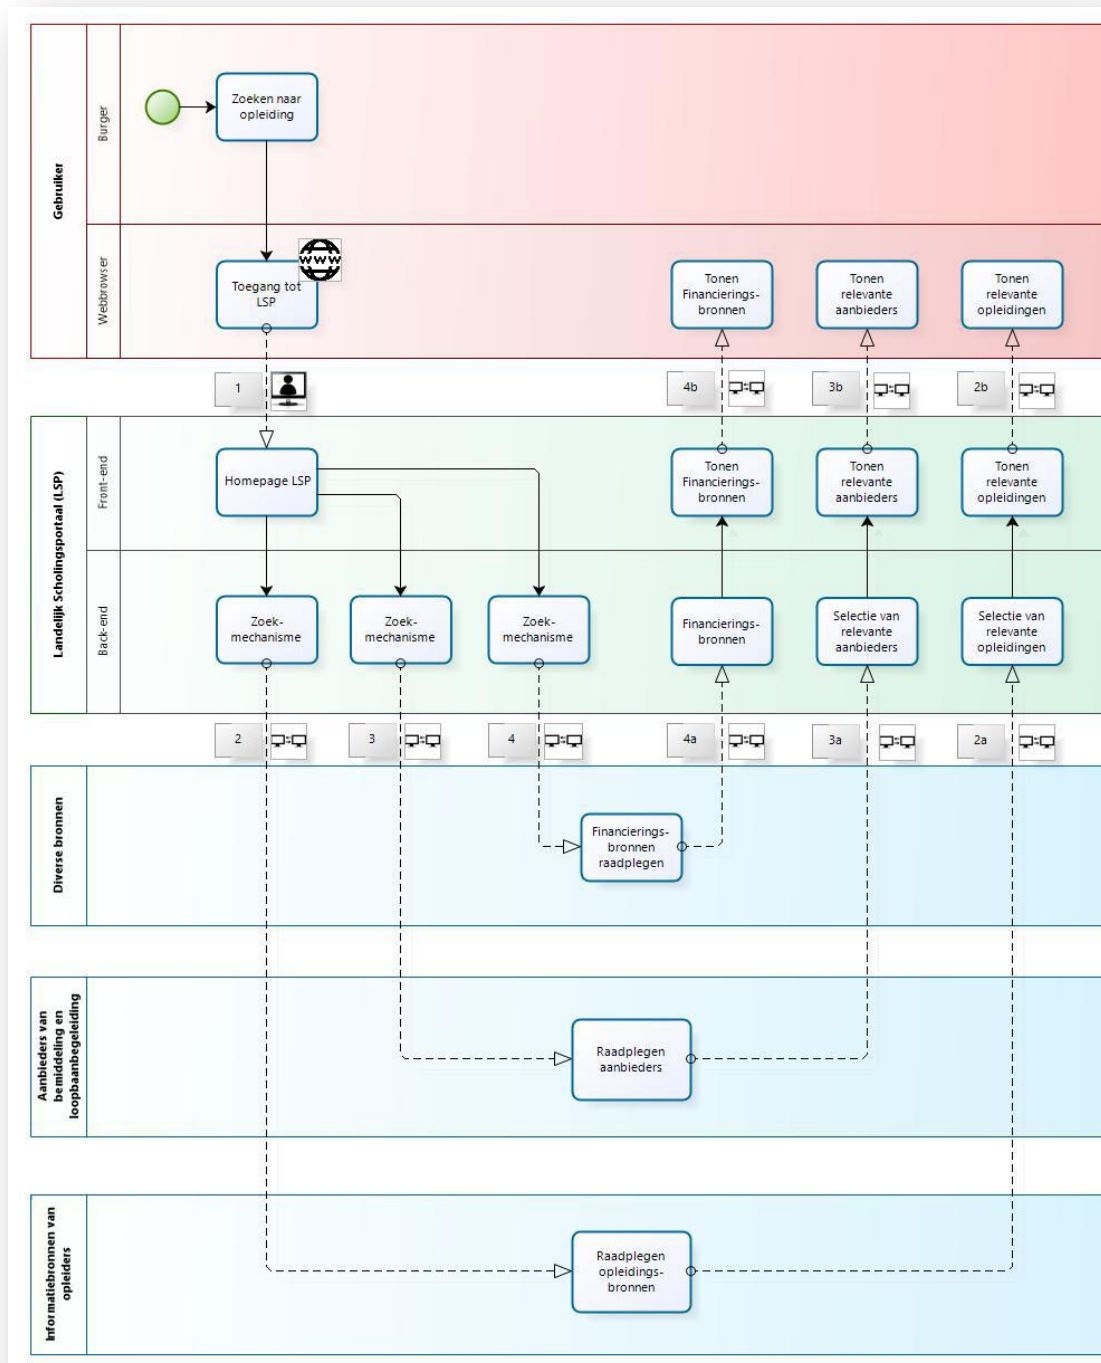 Gebruiker
Burger
Zoeken naar
opleiding
Webbrowser
Toegang tot
LSP
WWW
Tonen
Financierings-
bronnen
Tonen
relevante
aanbieders
Tonen
relevante
opleidingen
1
4b
3b
2b
Landelijk Scholingsportaal (LSP)
Front-end
Homepage LSP
Tonen
Financierings-
bronnen
Tonen
relevante
aanbieders
Tonen
relevante
opleidingen
Back-end
Zoek-
mechanisme
Zoek-
mechanisme
Zoek-
mechanisme
Financierings-
bronnen
Selectie van
relevante
aanbieders
Selectie van
relevante
opleidingen
2
3
4
4a
3a
2a
Diverse bronnen
Financierings-
bronnen
raadplegen
Aanbieders van
bemiddeling en
loopbaanbegeleiding
Raadplegen
aanbieders
Informatiebronnen van
opleiders
Raadplegen
opleidings-
bronnen